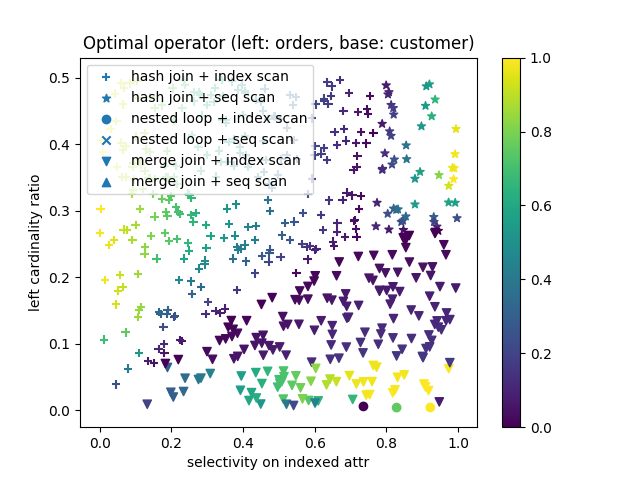 Optimal operator (left: orders, base: customer)
hash join + index scan
hash join + seq scan
nested loop + index scan
nested loop + seq scan
merge join + index scan
merge join + seq scan
left cardinality ratio
0.5
0.4
0.3
0.2
0.1
0.0
0.0 0.2 0.4 0.6 0.8 1.0
selectivity on indexed attr
1.0
0.8
0.6
0.4
0.2
0.0